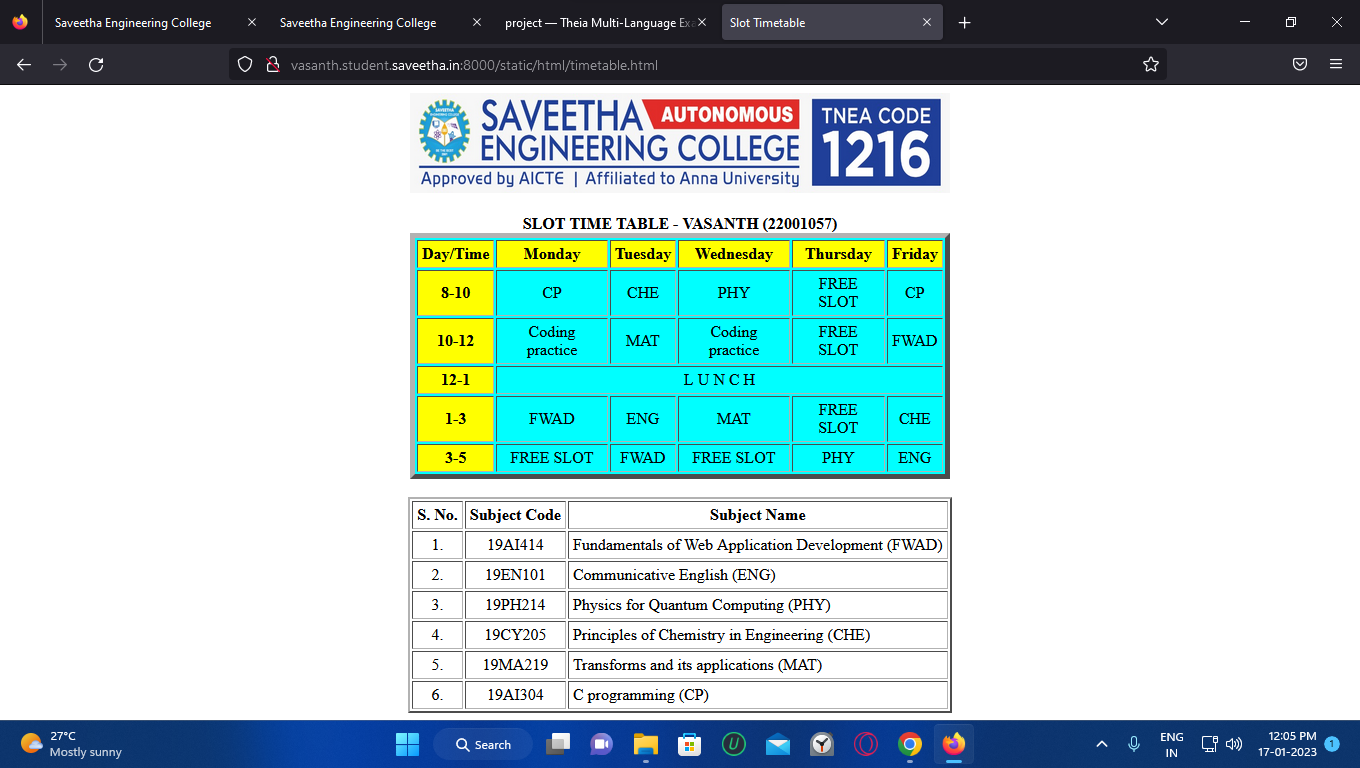 Saveetha Engineering College
Saveetha Engineering College
project — Theia Multi-Language Exa
Slot Timetable
vasanth.student.saveetha.in:8000/static/html/timetable.html
SAVEETHA AUTONOMOUS
ENGINEERING COLLEGE
Approved by AICTE | Affiliated to Anna University
TNEA CODE
1216
SLOT TIME TABLE - VASANTH (22001057)
Day/Time Monday Tuesday Wednesday Thursday Friday
8-10 CP CHE PHY FREE SLOT CP
10-12 Coding practice MAT Coding practice FREE SLOT FWAD
12-1 L U N C H
1-3 FWAD ENG MAT FREE SLOT CHE
3-5 FREE SLOT FWAD FREE SLOT PHY ENG
S. No. Subject Code Subject Name
1. 19AI414 Fundamentals of Web Application Development (FWAD)
2. 19EN101 Communicative English (ENG)
3. 19PH214 Physics for Quantum Computing (PHY)
4. 19CY205 Principles of Chemistry in Engineering (CHE)
5. 19MA219 Transforms and its applications (MAT)
6. 19AI304 C programming (CP)
27°C
Mostly sunny
Search
ENG
IN
12:05 PM
17-01-2023
1